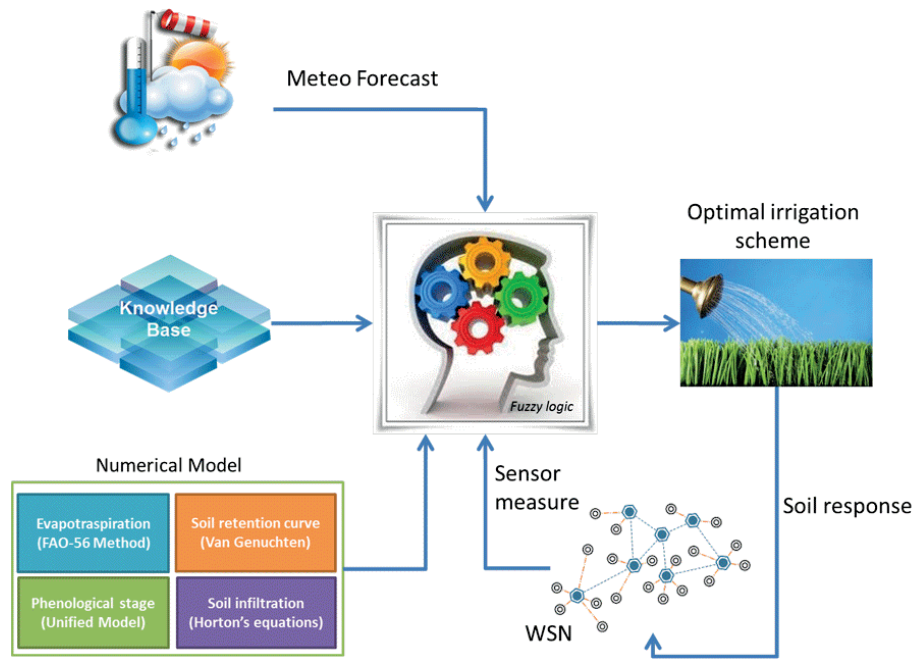 Meteo Forecast
Optimal irrigation
scheme
Knowledge
Base
Fuzzy logic
Numerical Model
Evapotraspiration
(FAO-56 Method)
Soil retention curve
(Van Genuchten)
Phenological stage
(Unified Model)
Soil infiltration
(Horton's equations)
Sensor
measure
Soil response
WSN